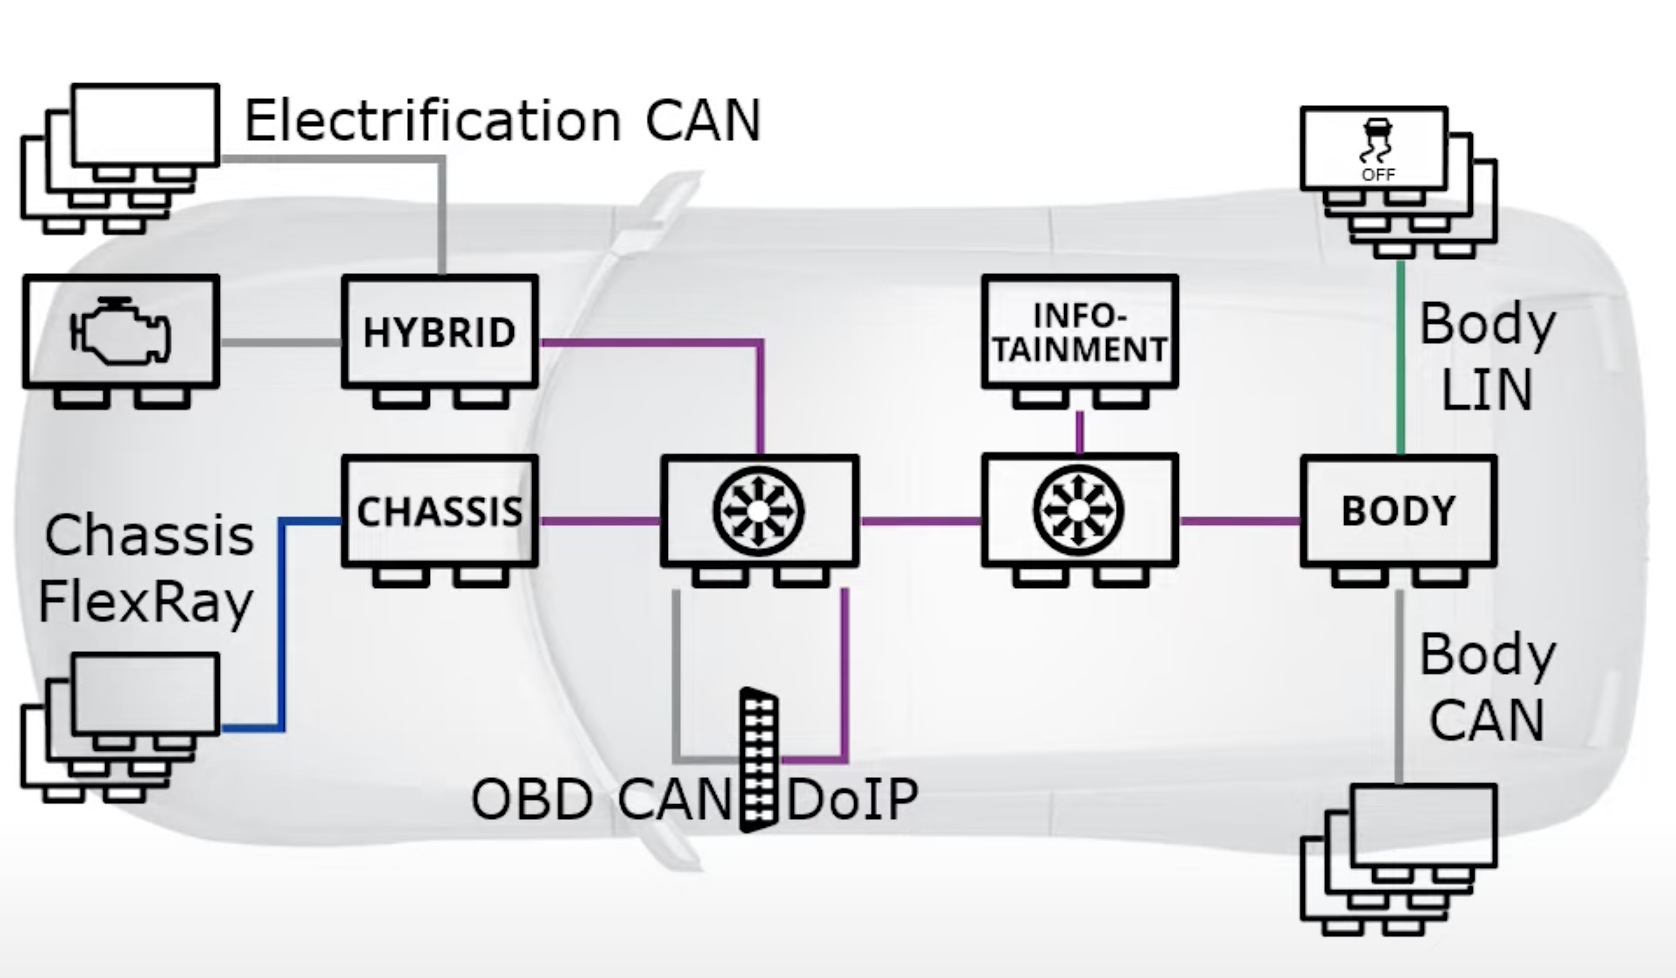 Electrification CAN
OFF
HYBRID
INFO-
TAINMENT
Body
LIN
CHASSIS
BODY
Chassis
FlexRay
Body
CAN
OBD CAN
DoIP